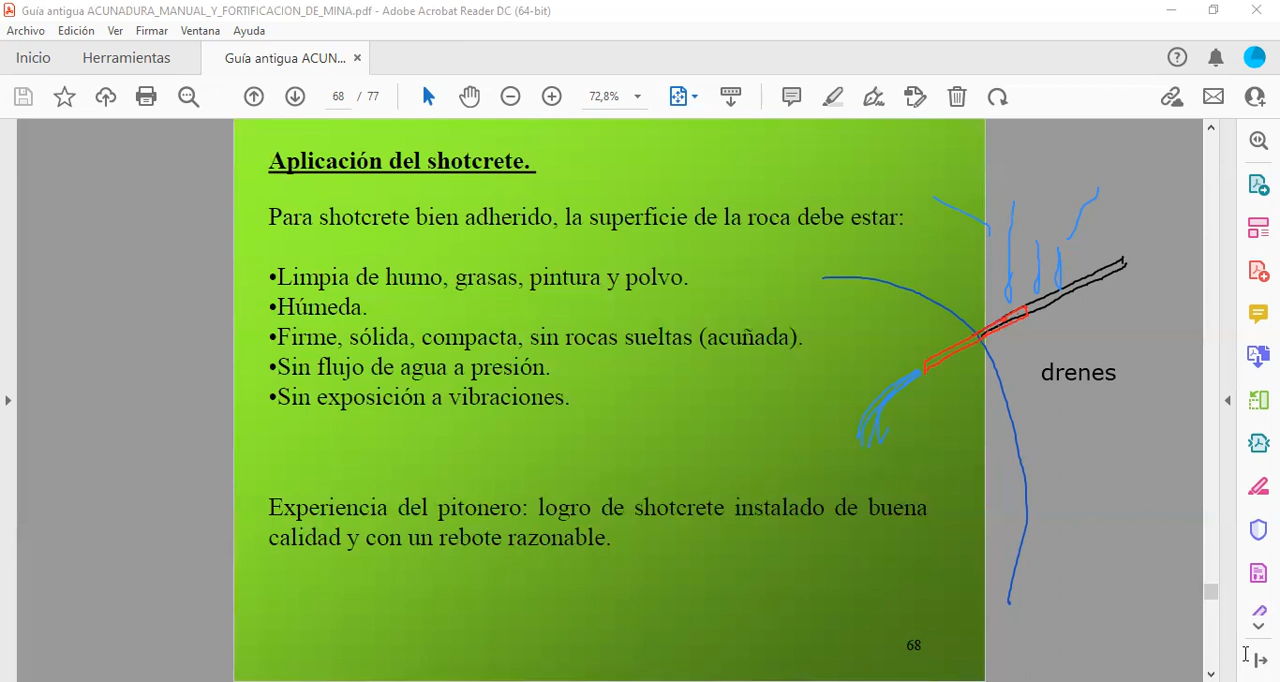 Guía antigua ACUNADURA_MANUAL_Y_FORTIFICACION_DE_MINA.pdf - Adobe Acrobat Reader DC (64-bit)
Archivo Edición Ver Firmar Ventana Ayuda
Inicio Herramientas Guía antigua ACUN... ×
68 / 77 72,8%
Aplicación del shotcrete.
Para shotcrete bien adherido, la superficie de la roca debe estar:
•Limpia de humo, grasas, pintura y polvo.
•Húmeda.
•Firme, sólida, compacta, sin rocas sueltas (acuñada).
•Sin flujo de agua a presión.
•Sin exposición a vibraciones.
drenes
Experiencia del pitonero: logro de shotcrete instalado de buena
calidad y con un rebote razonable.
68